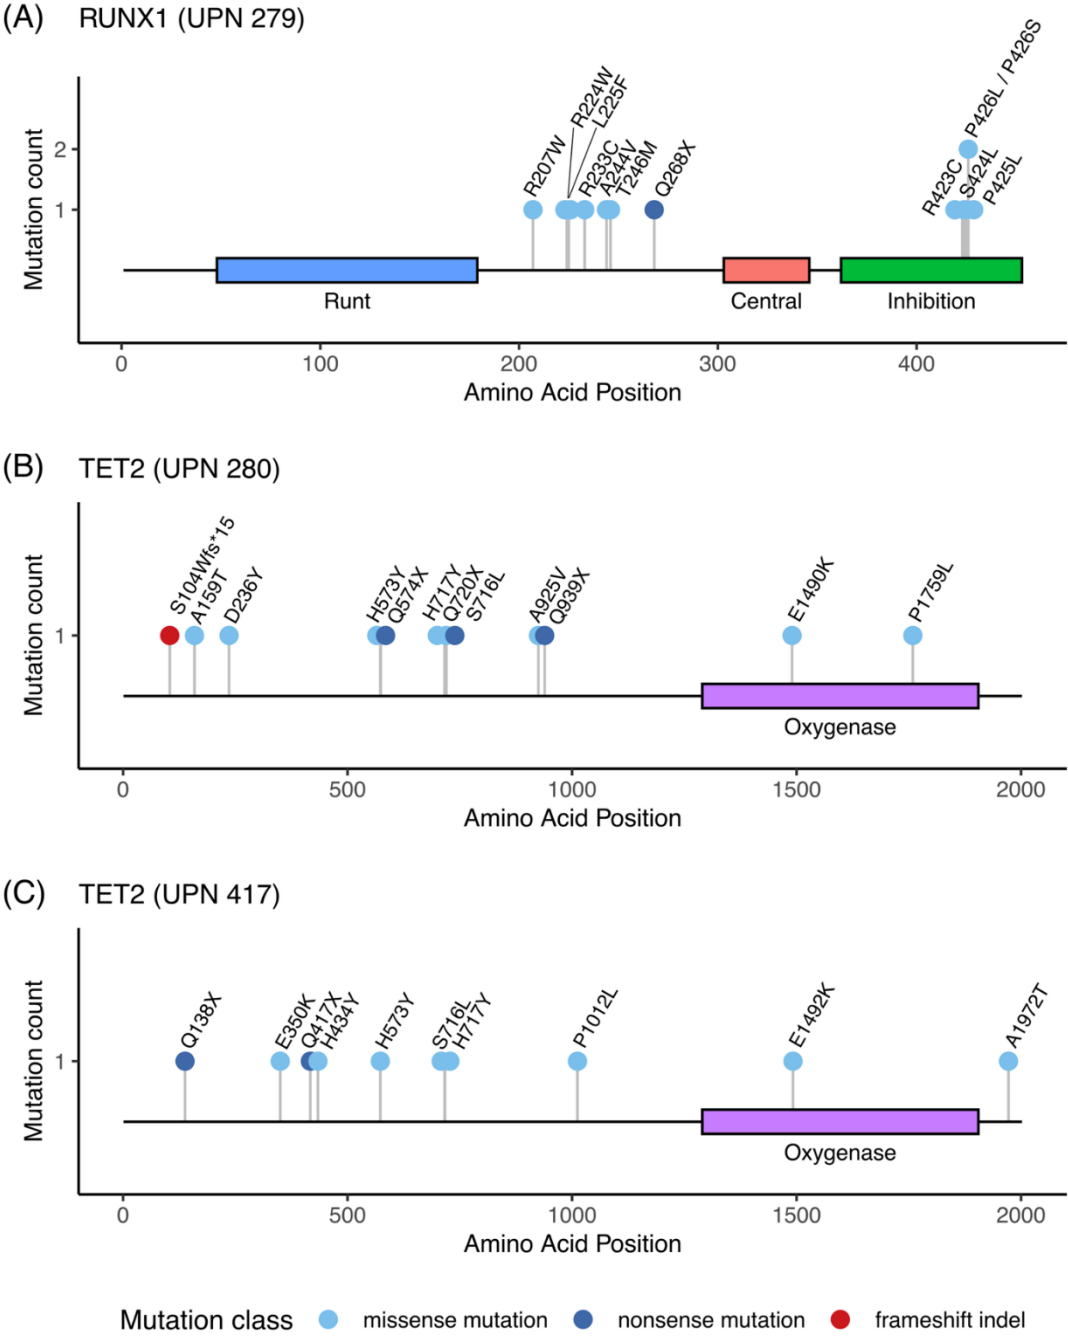 (A) RUNX1 (UPN 279)
Mutation count
2
1
R207W
R224W
L225F
R233C
A244V
T246M
Q268X
R423C
S424L
P426L / P426S
P425L
Runt
Central
Inhibition
0 100 200 300 400
Amino Acid Position
(B) TET2 (UPN 280)
Mutation count
1
S104Wfs*15
A159T
D236Y
H573Y
Q574X
H717Y
Q720X
S716L
A925V
Q939X
E1490K
P1759L
Oxygenase
0 500 1000 1500 2000
Amino Acid Position
(C) TET2 (UPN 417)
Mutation count
1
Q138X
E350K
Q417X
H434Y
H573Y
S716L
H717Y
P1012L
E1492K
A1972T
Oxygenase
0 500 1000 1500 2000
Amino Acid Position
Mutation class missense mutation nonsense mutation frameshift indel